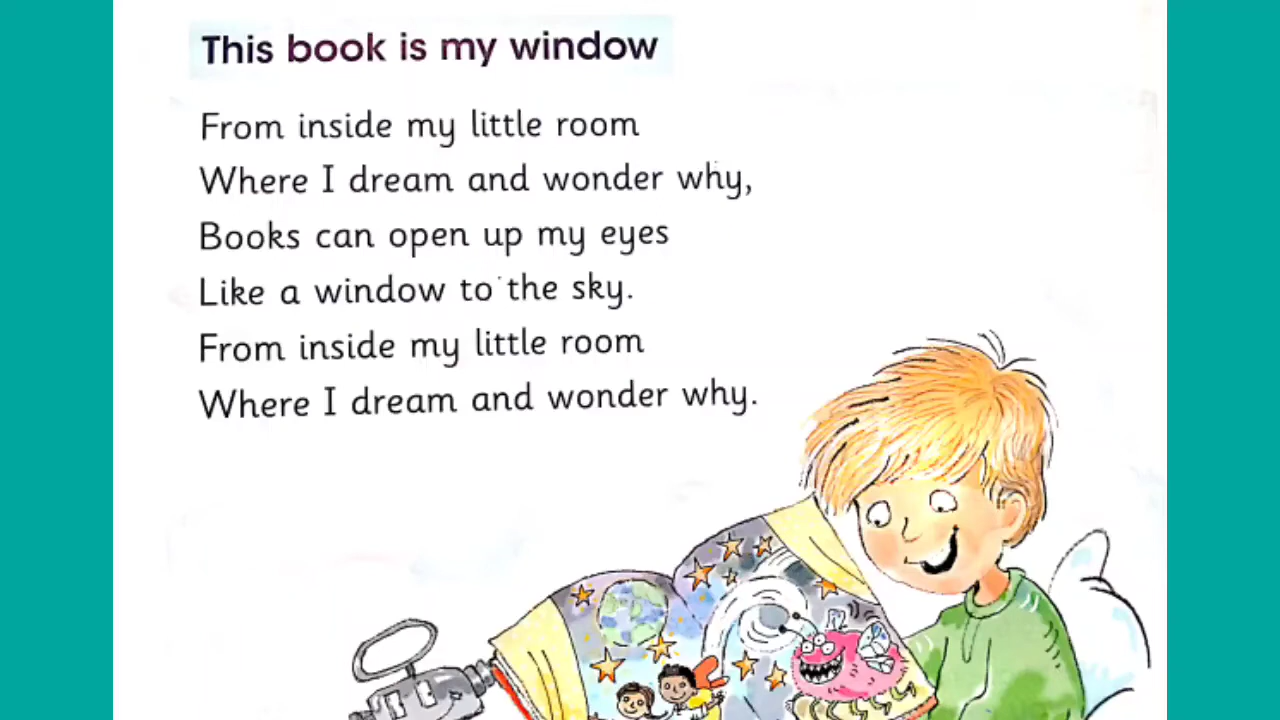 This book is my window
From inside my little room
Where I dream and wonder why,
Books can open up my eyes
Like a window to the sky.
From inside my little room
Where I dream and wonder why.